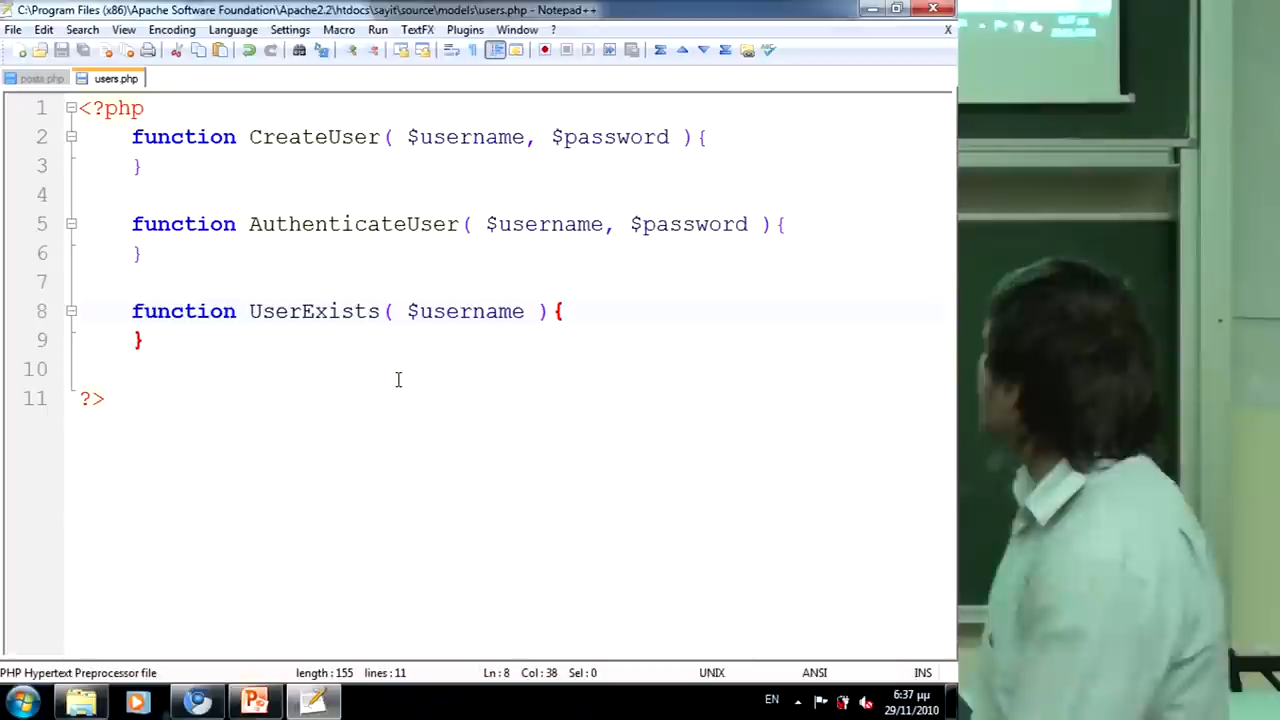 C:\Program Files (x86)\Apache Software Foundation\Apache2.2\htdocs\sayit\source\models\users.php - Notepad++
File Edit Search View Encoding Language Settings Macro Run TextFX Plugins Window ? X
posts.php users.php
1 <?php
2 function CreateUser( $username, $password ){
3 }
4
5 function AuthenticateUser( $username, $password ){
6 }
7
8 function UserExists( $username ){
9 }
10
11 ?>
PHP Hypertext Preprocessor file length : 155 lines : 11 Ln : 8 Col : 38 Sel : 0 UNIX ANSI INS
EN 6:37 μμ
29/11/2010